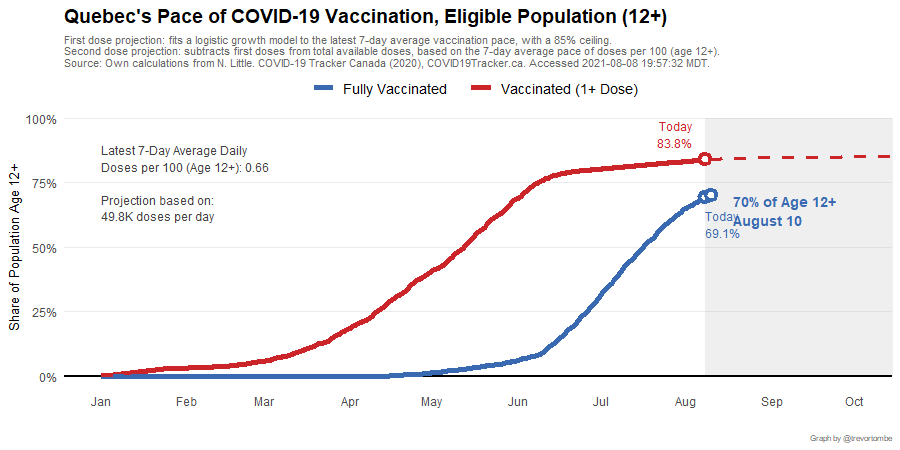 Quebec's Pace of COVID-19 Vaccination, Eligible Population (12+)
First dose projection: fits a logistic growth model to the latest 7-day average vaccination pace, with a 85% ceiling.
Second dose projection: subtracts first doses from total available doses, based on the 7-day average pace of doses per 100 (age 12+).
Source: Own calculations from N. Little. COVID-19 Tracker Canada (2020), COVID19Tracker.ca. Accessed 2021-08-08 19:57:32 MDT.
Fully Vaccinated
Vaccinated (1+ Dose)
Share of Population Age 12+
100%
75%
50%
25%
0%
Latest 7-Day Average Daily
Doses per 100 (Age 12+): 0.66
Projection based on:
49.8K doses per day
Today
83.8%
70% of Age 12+
August 10
Today
69.1%
Jan
Feb
Mar
Apr
May
Jun
Jul
Aug
Sep
Oct
Graph by @trevortombe